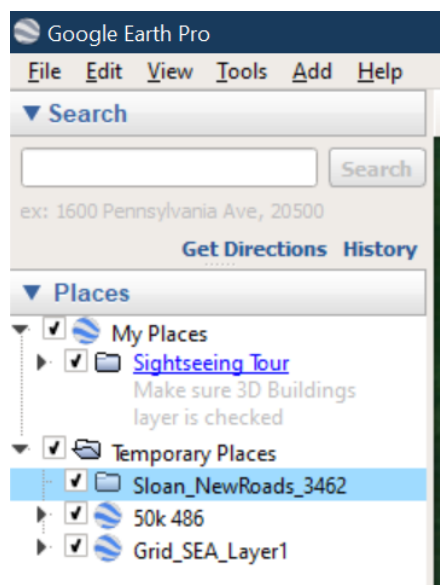 Google Earth Pro
File Edit View Tools Add Help
Search
Search
ex: 1600 Pennsylvania Ave, 20500
Get Directions History
Places
My Places
Sightseeing Tour
Make sure 3D Buildings
layer is checked
Temporary Places
Sloan_NewRoads_3462
50k 486
Grid_SEA_Layer1